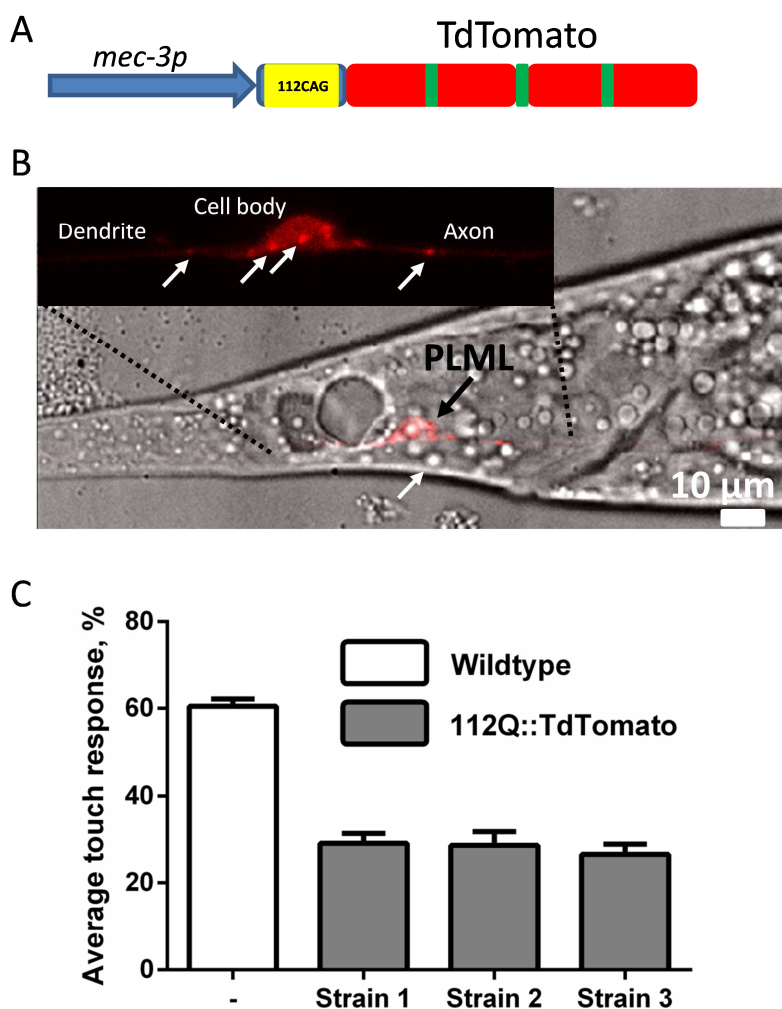 A
mec-3p
TdTomato
112CAG
B
Dendrite
Cell body
Axon
PLML
10 μm
C
Average touch response, %
80
60
40
20
0
Wildtype
112Q::TdTomato
-
Strain 1
Strain 2
Strain 3